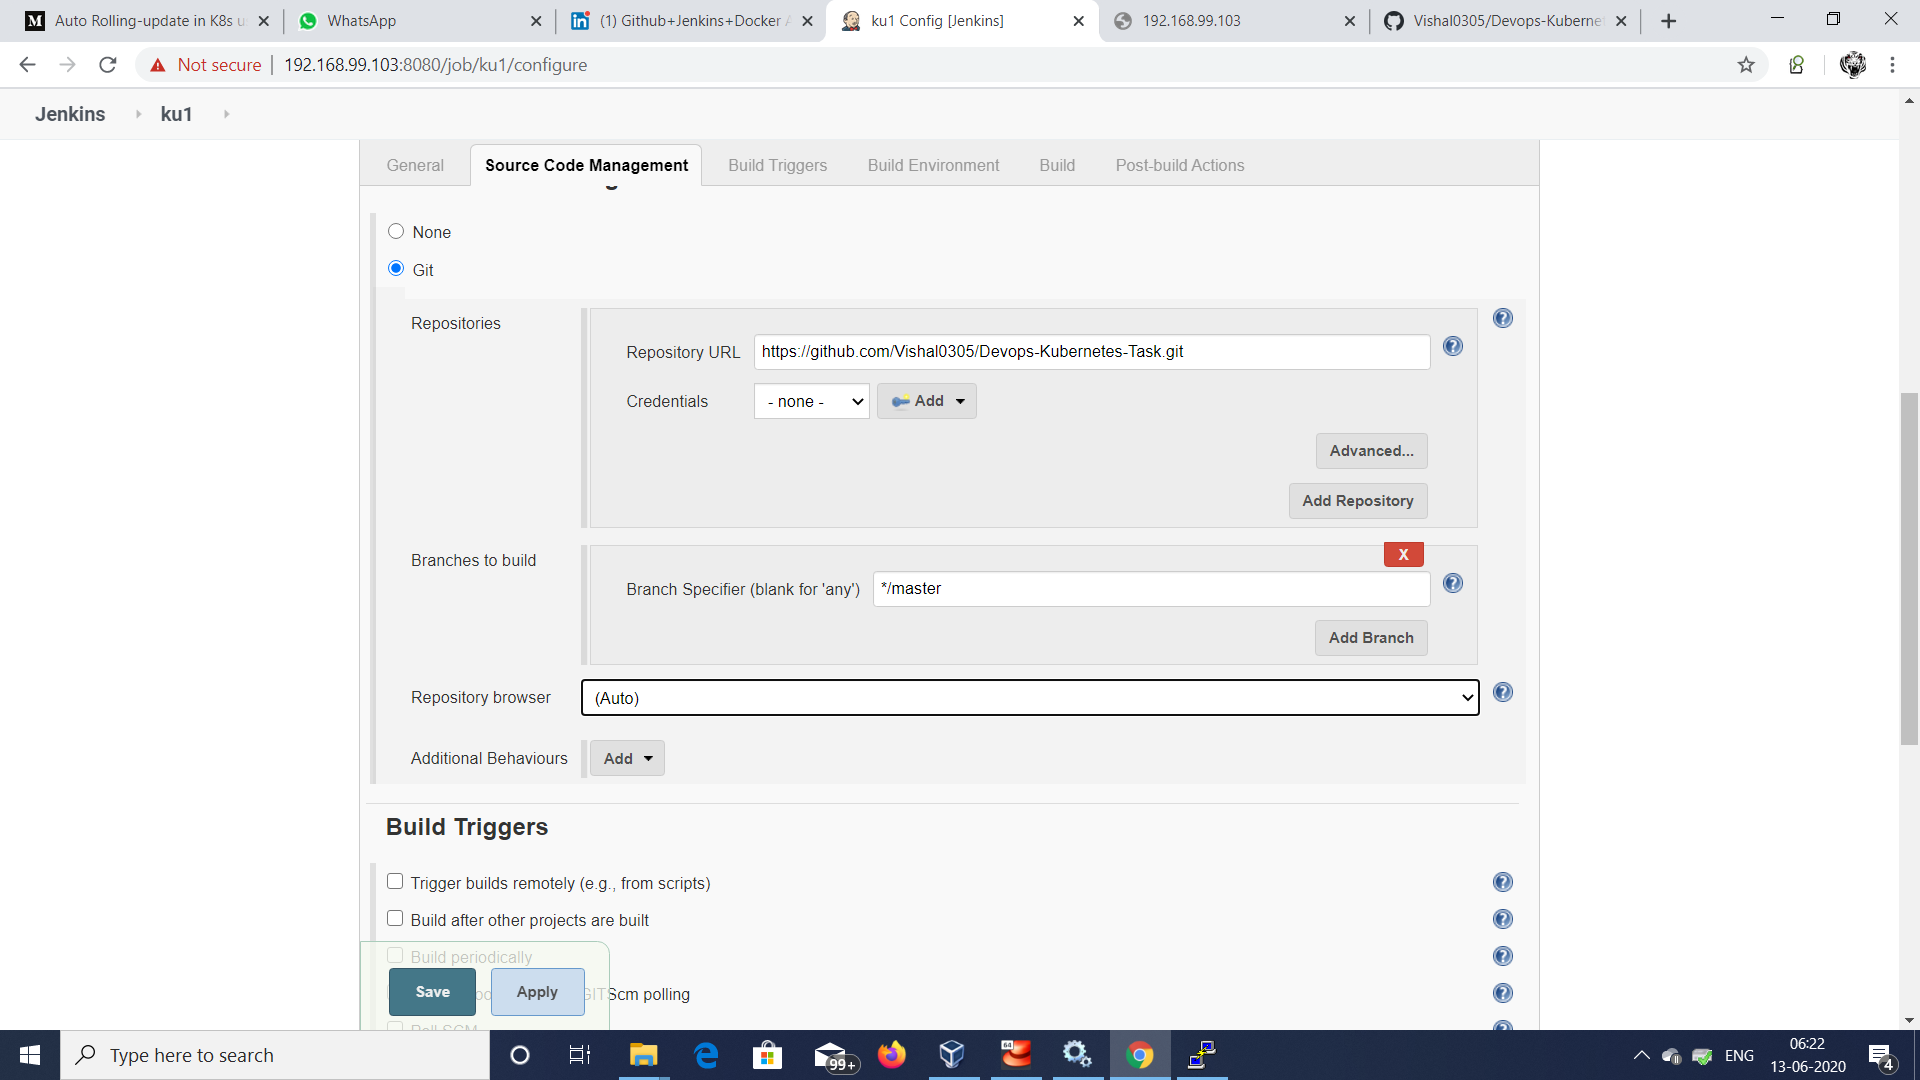 Auto Rolling-update in K8s u
WhatsApp
(1) Github+Jenkins+Docker A
ku1 Config [Jenkins]
192.168.99.103
Vishal0305/Devops-Kuberne
Not secure
192.168.99.103:8080/job/ku1/configure
Jenkins
ku1
General
Source Code Management
Build Triggers
Build Environment
Build
Post-build Actions
None
Git
Repositories
Repository URL
https://github.com/Vishal0305/Devops-Kubernetes-Task.git
Credentials
- none -
Add
Advanced...
Add Repository
Branches to build
X
Branch Specifier (blank for 'any')
*/master
Add Branch
Repository browser
(Auto)
Additional Behaviours
Add
Build Triggers
Trigger builds remotely (e.g., from scripts)
Build after other projects are built
Build periodically
Save
Apply
GITScm polling
Poll SCM
Type here to search
99+
64
ENG
06:22
13-06-2020
4